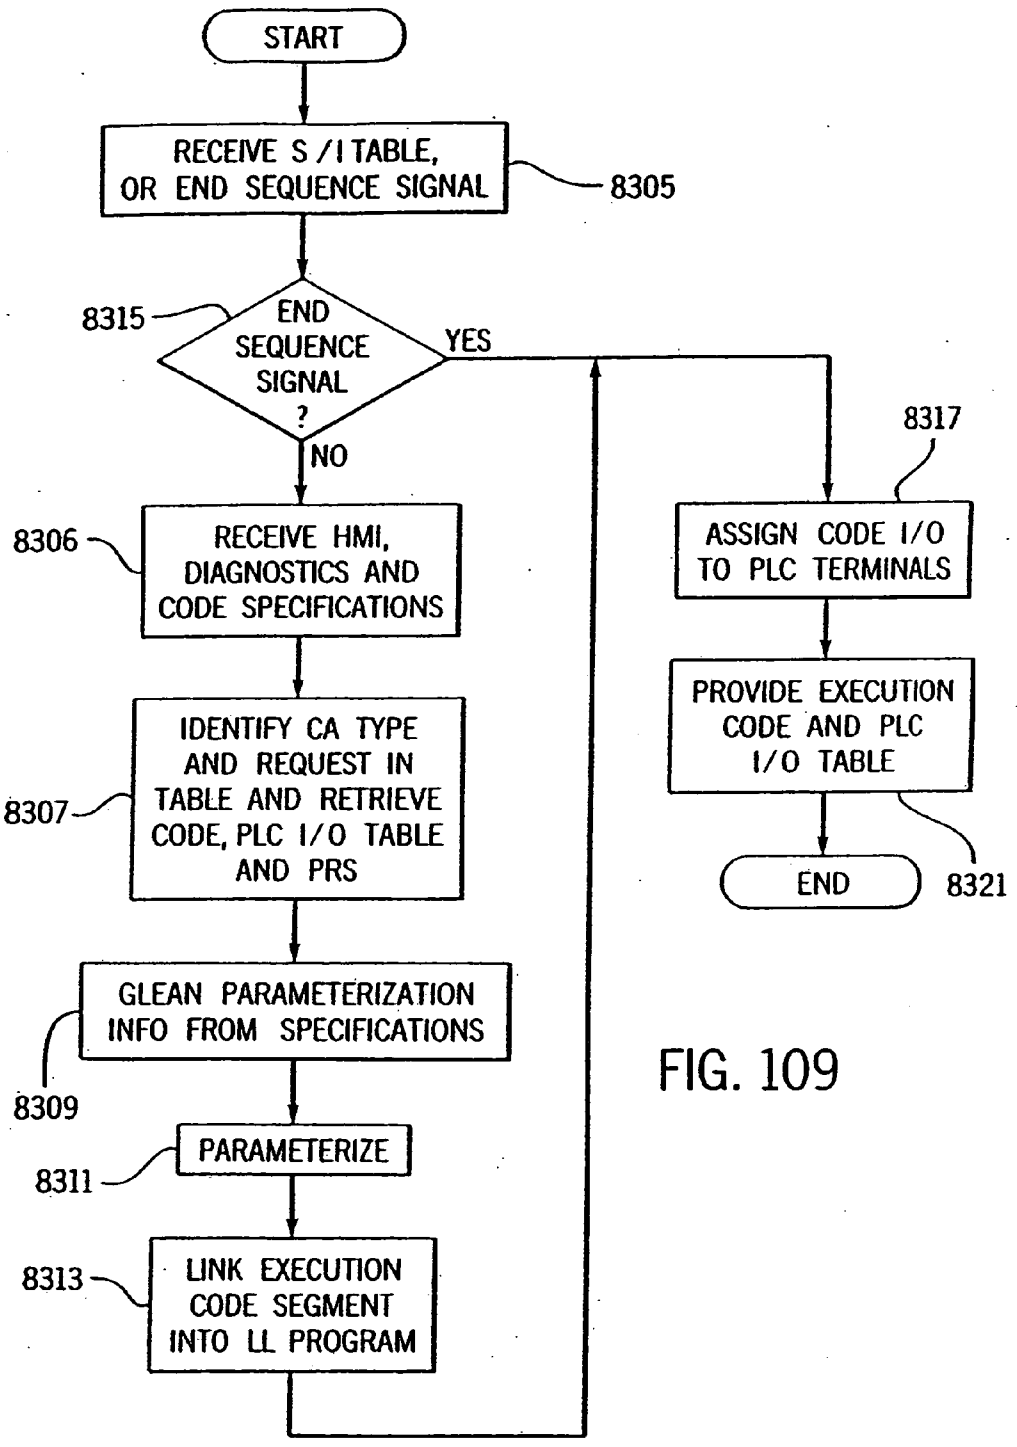 START
RECEIVE S/I TABLE,
OR END SEQUENCE SIGNAL
8305
8315
END
SEQUENCE
SIGNAL
?
YES
NO
8306
RECEIVE HMI,
DIAGNOSTICS AND
CODE SPECIFICATIONS
8307
IDENTIFY CA TYPE
AND REQUEST IN
TABLE AND RETRIEVE
CODE, PLC I/O TABLE
AND PRS
GLEAN PARAMETERIZATION
INFO FROM SPECIFICATIONS
8309
PARAMETERIZE
8311
8313
LINK EXECUTION
CODE SEGMENT
INTO LL PROGRAM
8317
ASSIGN CODE I/O
TO PLC TERMINALS
PROVIDE EXECUTION
CODE AND PLC
I/O TABLE
8321
END
FIG. 109